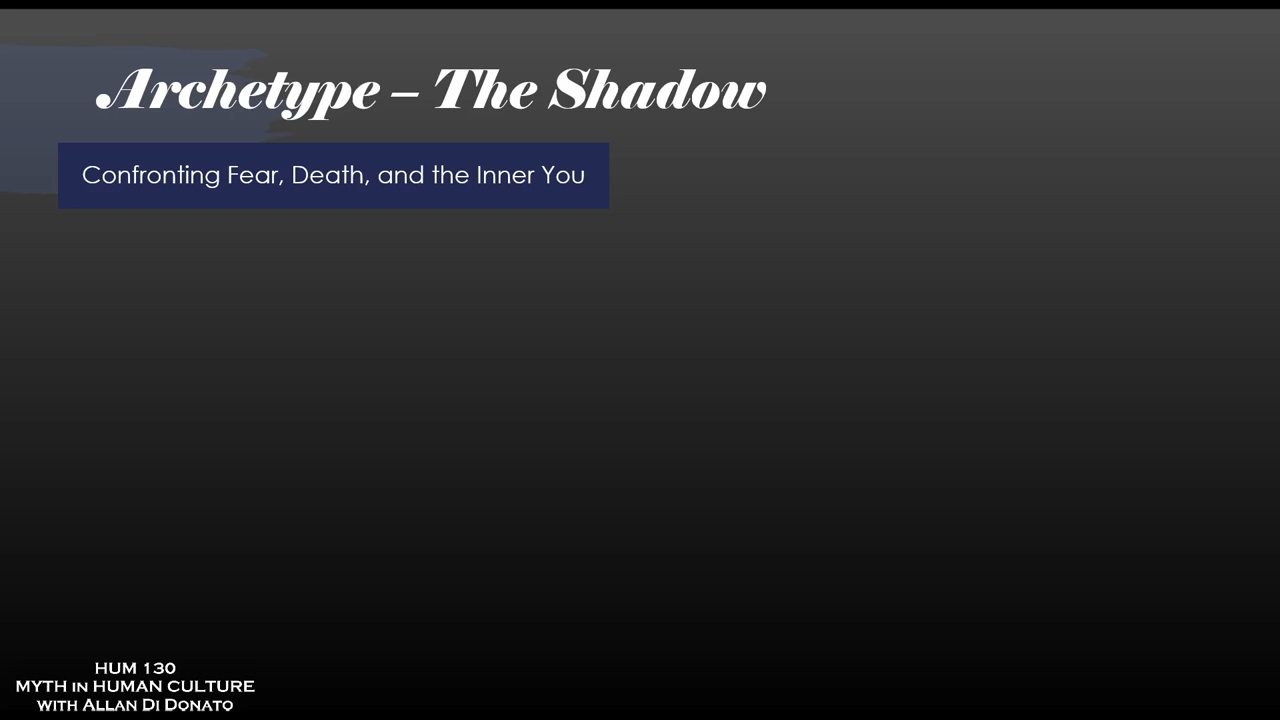 Archetype – The Shadow
Confronting Fear, Death, and the Inner You
HUM 130
MYTH IN HUMAN CULTURE
WITH ALLAN DI DONATO